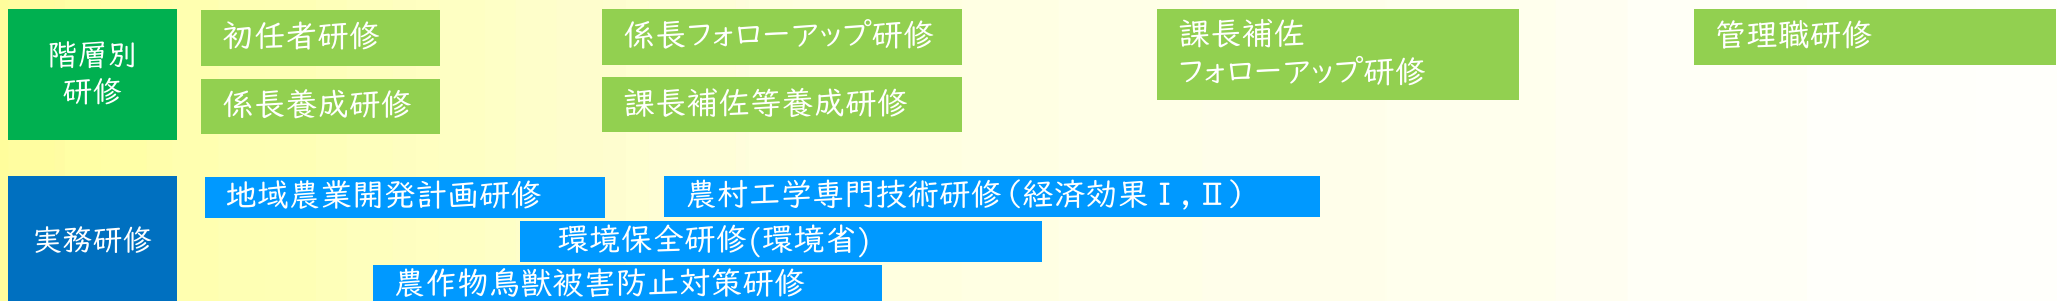 階層別
研修
初任者研修
係長養成研修
係長フォローアップ研修
課長補佐等養成研修
課長補佐
フォローアップ研修
管理職研修
実務研修
地域農業開発計画研修
農村工学専門技術研修（経済効果Ⅰ,Ⅱ）
環境保全研修(環境省)
農作物鳥獣被害防止対策研修